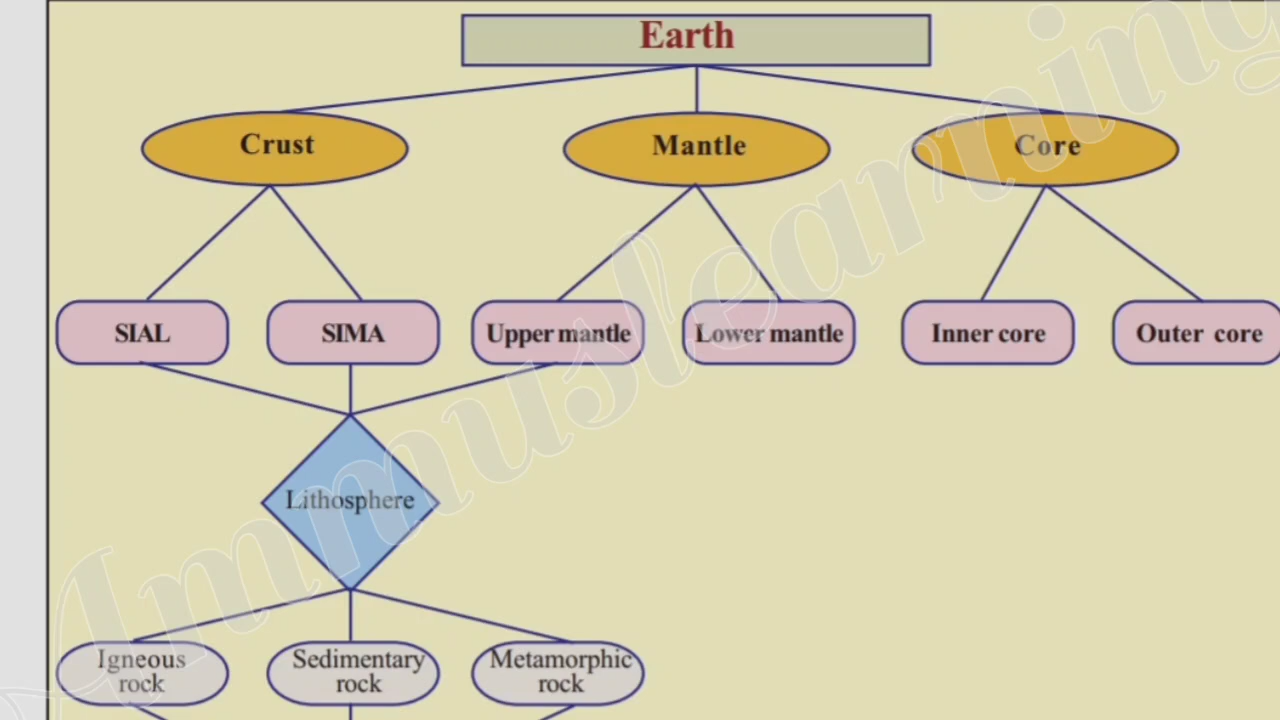 Earth
Crust
Mantle
Core
SIAL
SIMA
Upper mantle
Lower mantle
Inner core
Outer core
Lithosphere
Igneous
rock
Sedimentary
rock
Metamorphic
rock
Ammuslearning